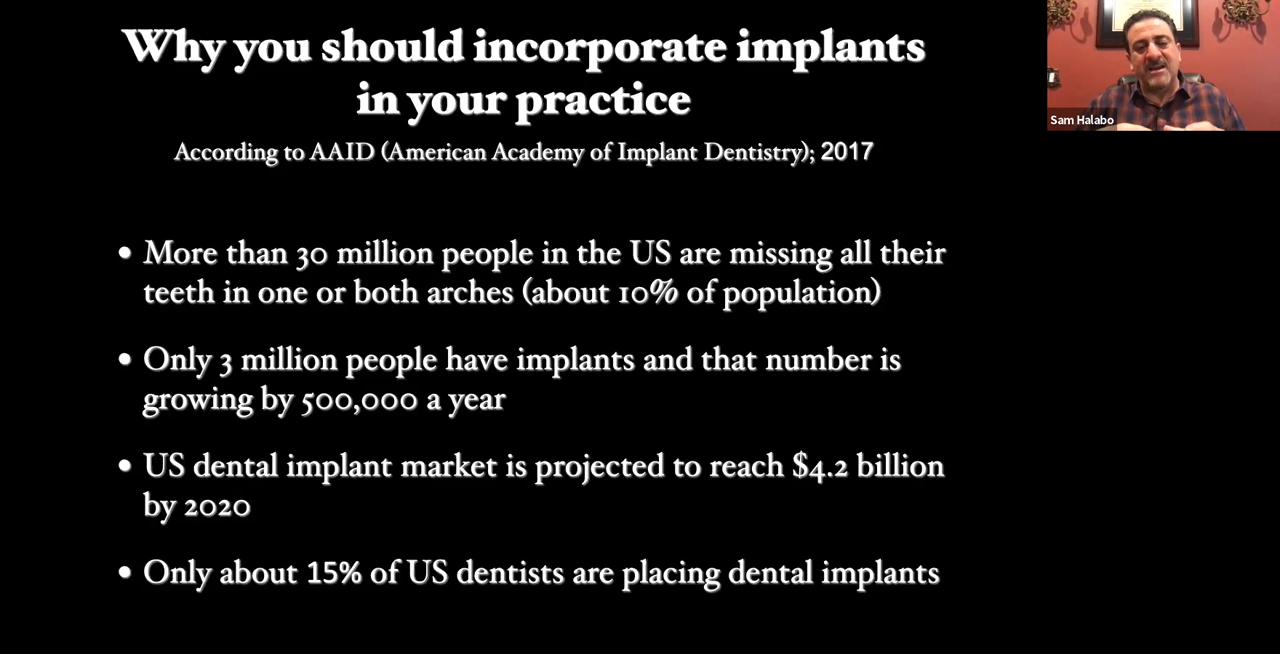 Why you should incorporate implants
in your practice
According to AAID (American Academy of Implant Dentistry); 2017
• More than 30 million people in the US are missing all their
teeth in one or both arches (about 10% of population)
• Only 3 million people have implants and that number is
growing by 500,000 a year
• US dental implant market is projected to reach $4.2 billion
by 2020
• Only about 15% of US dentists are placing dental implants
Sam Halabo